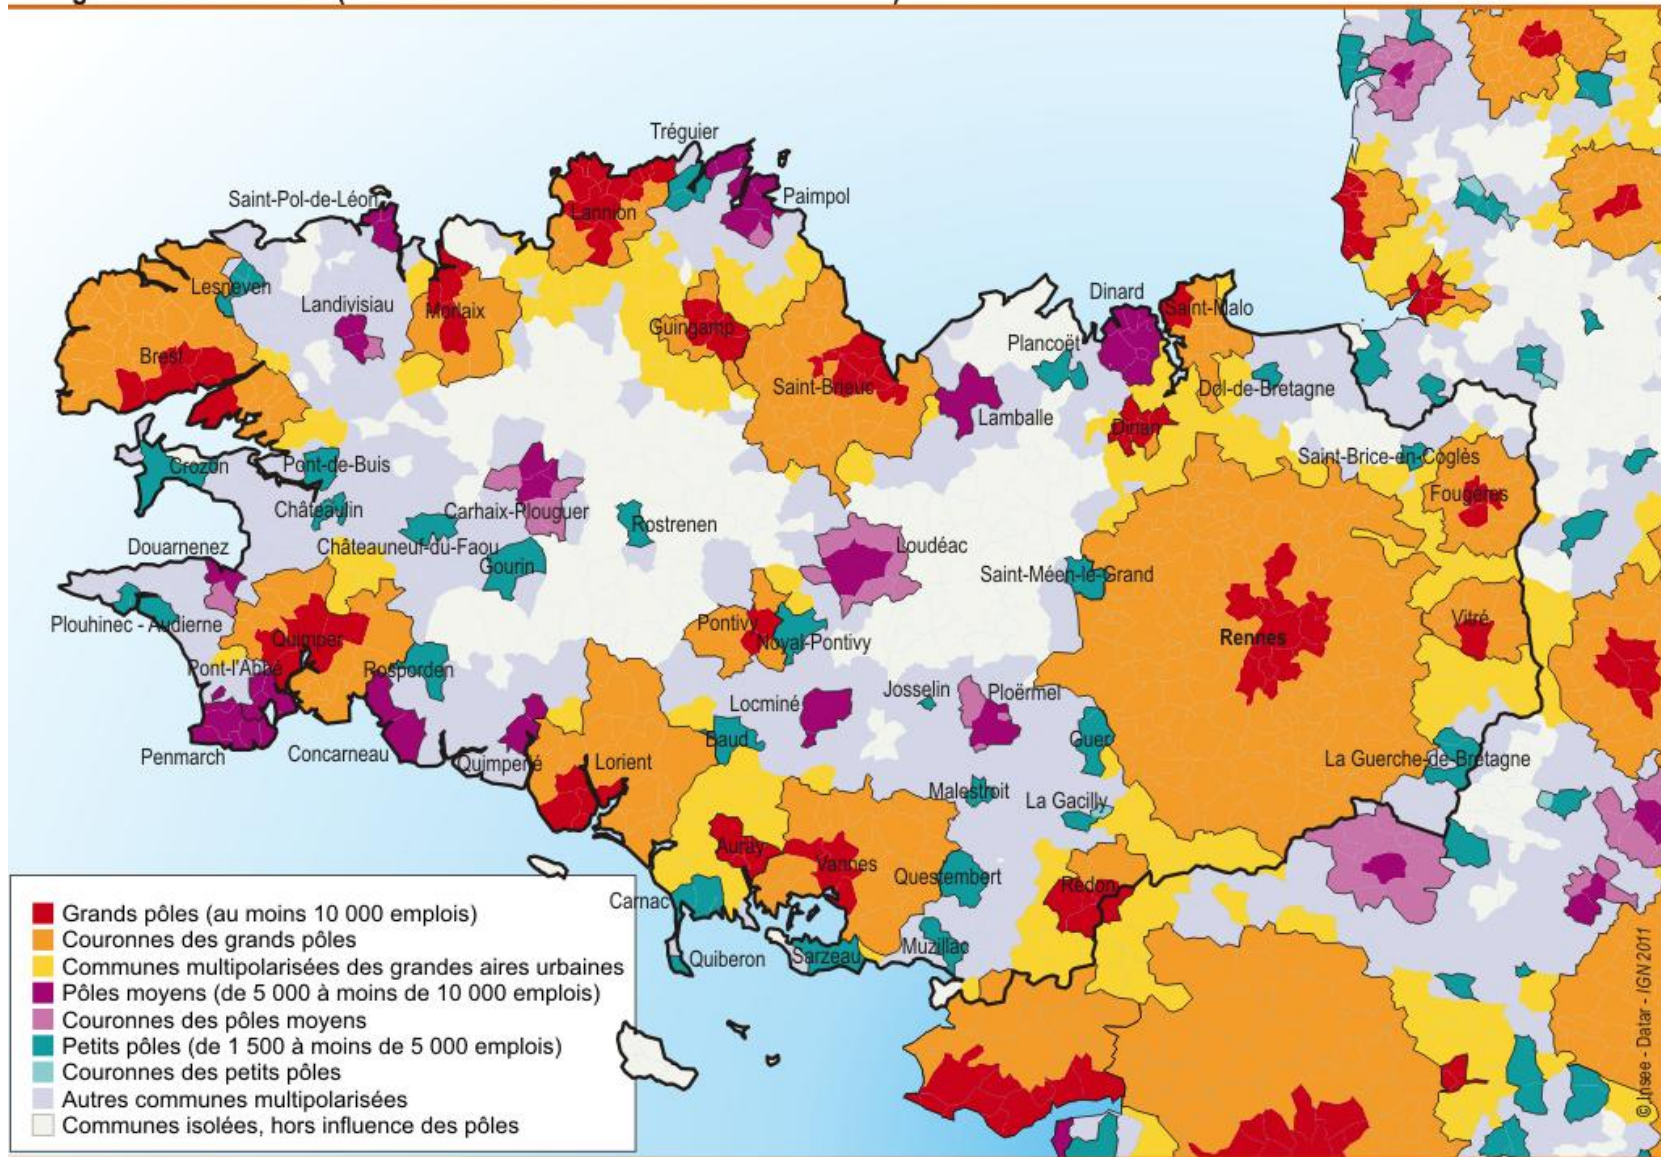 Tréguier
Saint-Pol-de-Léon
Paimpol
Lannion
Lesneven
Landivisiau
Morlaix
Guingamp
Dinard
Saint-Malo
Brest
Plancoët
Saint-Brieuc
Dol-de-Bretagne
Lamballe
Dinan
Crozon
Pont-de-Buis
Saint-Brice-en-Coglès
Fougères
Châteaulin
Carhaix-Plouguer
Rostrenen
Douarnenez
Châteauneuf-du-Faou
Loudéac
Gourin
Saint-Méen-le-Grand
Plouhinec - Audierne
Quimper
Pontivy
Noyal-Pontivy
Rennes
Vitré
Pont-l'Abbé
Rosporden
Locminé
Josselin
Ploërmel
Penmarch
Concarneau
Quimperlé
Lorient
Baud
Guer
La Guerche-de-Bretagne
Malestroit
La Gacilly
Auray
Vannes
Questembert
Redon
Carnac
Quiberon
Sarzeau
Muzillac
Grands pôles (au moins 10 000 emplois)
Couronnes des grands pôles
Communes multipolarisées des grandes aires urbaines
Pôles moyens (de 5 000 à moins de 10 000 emplois)
Couronnes des pôles moyens
Petits pôles (de 1 500 à moins de 5 000 emplois)
Couronnes des petits pôles
Autres communes multipolarisées
Communes isolées, hors influence des pôles
© Insee - Datar - IGN 2011